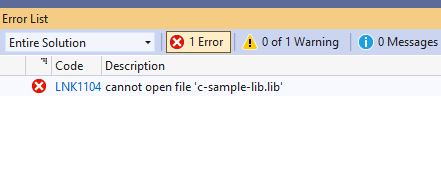 Error List
Entire Solution 1 Error 0 of 1 Warning 0 Messages
Code Description
LNK1104 cannot open file 'c-sample-lib.lib'